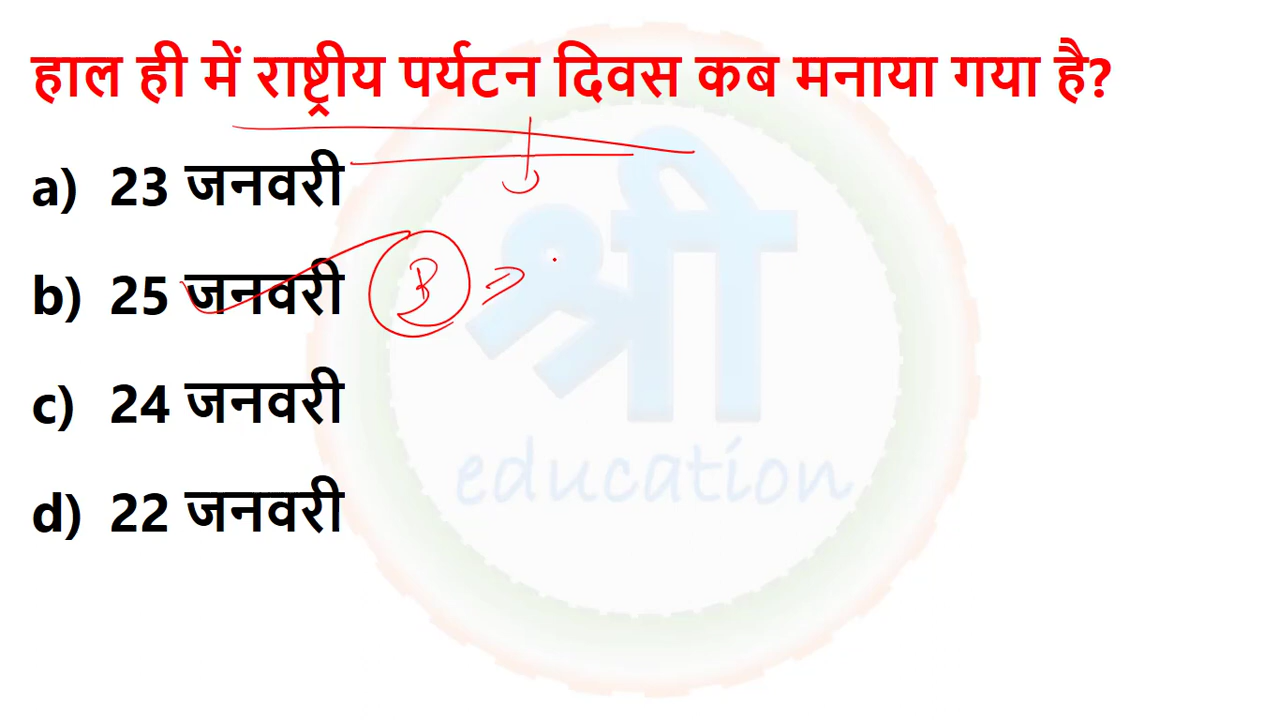 हाल ही में राष्ट्रीय पर्यटन दिवस कब मनाया गया है?
a) 23 जनवरी
b) 25 जनवरी B =>
c) 24 जनवरी
d) 22 जनवरी
श्री
education